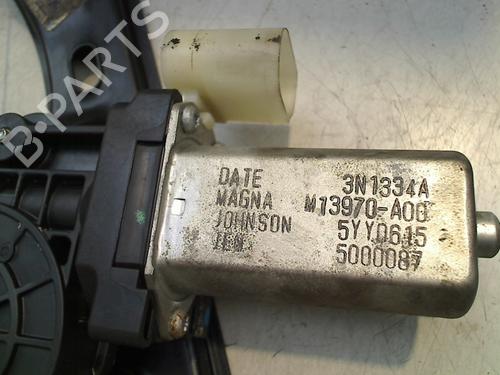 B-PARTS
DATE 3N1334A
MAGNA M13970-A00
JOHNSON 5YYD615
5000087